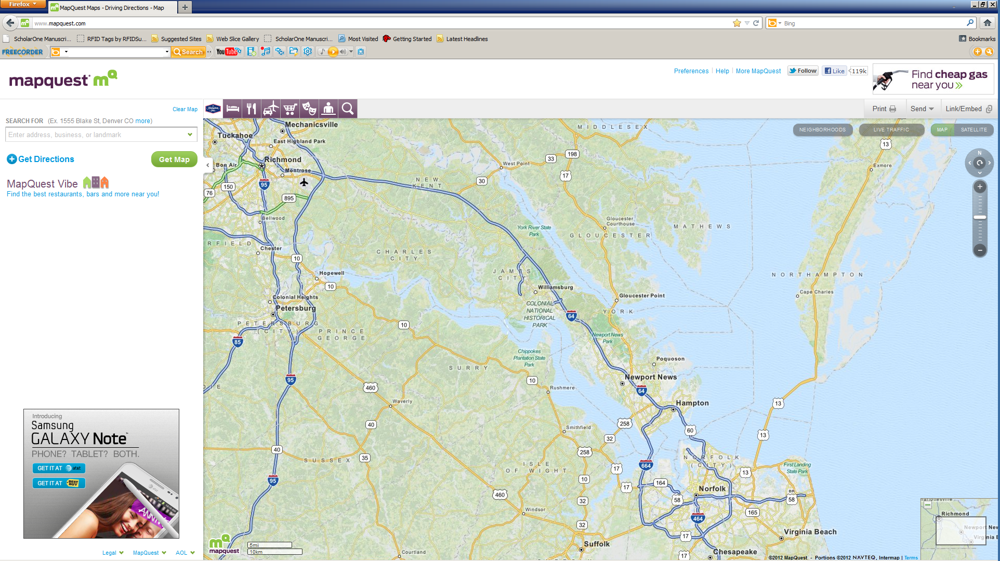 Firefox
MapQuest Maps - Driving Directions - Map
www.mapquest.com
Bing
ScholarOne Manuscri...
RFID Tags by RFIDSu...
Suggested Sites
Web Slice Gallery
ScholarOne Manuscri...
Most Visited
Getting Started
Latest Headlines
Bookmarks
FREECORDER
Search
YouTube
mapquest mQ
Preferences
Help
More MapQuest
Follow
Like
119k
Find cheap gas
near you
Clear Map
Hampton
Print
Send
Link/Embed
SEARCH FOR (Ex. 1555 Blake St, Denver CO more)
Enter address, business, or landmark
Get Directions
Get Map
MapQuest Vibe
Find the best restaurants, bars and more near you!
NEIGHBORHOODS
LIVE TRAFFIC
MAP
SATELLITE
N
Mechanicsville
MIDDLESEX
Tuckahoe
East Highland Park
13
198
33
Richmond
West Point
Exmore
Bon Air
Montrose
17
NEW
KENT
30
95
150
76
895
Bellwood
Gloucester
Courthouse
MATHEWS
York River State
Park
GLOUCESTER
RFIELD
Chester
CHARLES
CITY
10
JAMES
CITY
Hopewell
NORTHAMPTON
10
Williamsburg
Cape Charles
Gloucester Point
Colonial Heights
COLONIAL
NATIONAL
HISTORICAL
PARK
Petersburg
64
YORK
PETERSBURG
(CITY)
10
PRINCE
GEORGE
Newport News
Park
85
Chippokes
Plantation State
Park
Poquoson
SURRY
Newport News
95
10
460
DIE
Rushmere
64
Waverly
Hampton
13
258
40
Smithfield
60
13
32
40
258
35
SUSSEX
NORFOLK
(CITY)
ISLE
OF WIGHT
664
First Landing
State Park
17
13
95
10
164
17
Norfolk
BR
58
460
32
58
Windsor
165
464
32
Virginia Beach
17
Suffolk
Courtland
17
Chesapeake
mQ
mapquest
5mi
10km
arlottesville
Richmond
Newport New
Virginia B
©2012 MapQuest - Portions ©2012 NAVTEQ, Intermap | Terms
Introducing
Samsung
GALAXY Note™
PHONE? TABLET? BOTH.
GET IT AT at&t
GET IT AT BEST BUY
Legal
MapQuest
AOL